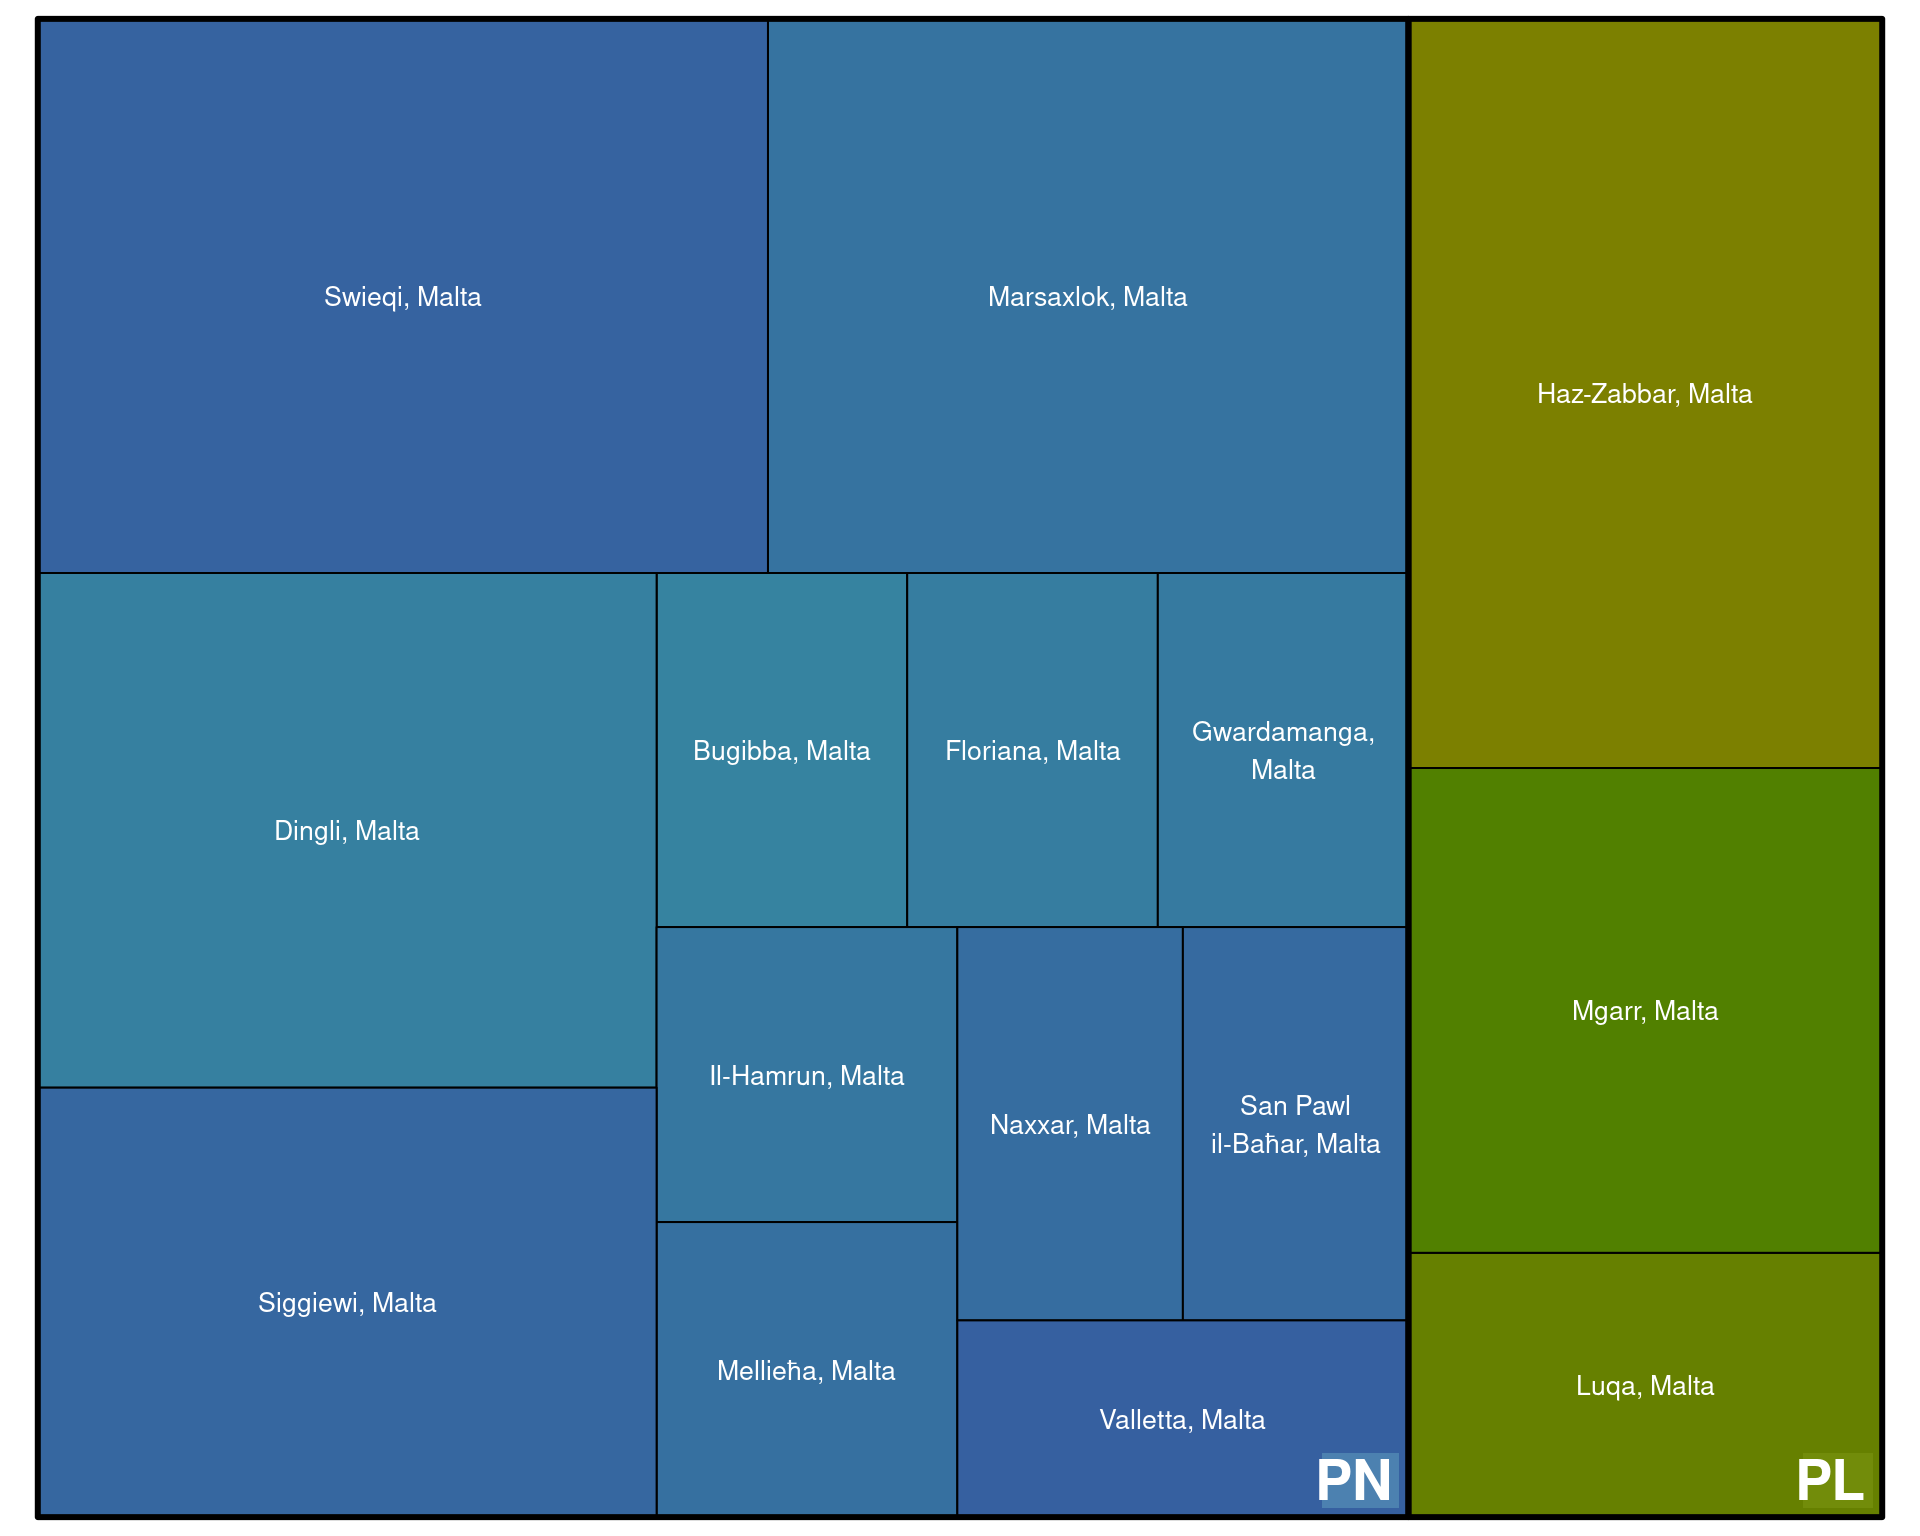 Swieqi, Malta
Marsaxlok, Malta
Haz-Zabbar, Malta
Dingli, Malta
Bugibba, Malta
Floriana, Malta
Gwardamanga,
Malta
Mgarr, Malta
Il-Hamrun, Malta
Naxxar, Malta
San Pawl
il-Baħar, Malta
Siggiewi, Malta
Mellieħa, Malta
Valletta, Malta
Luqa, Malta
PN
PL